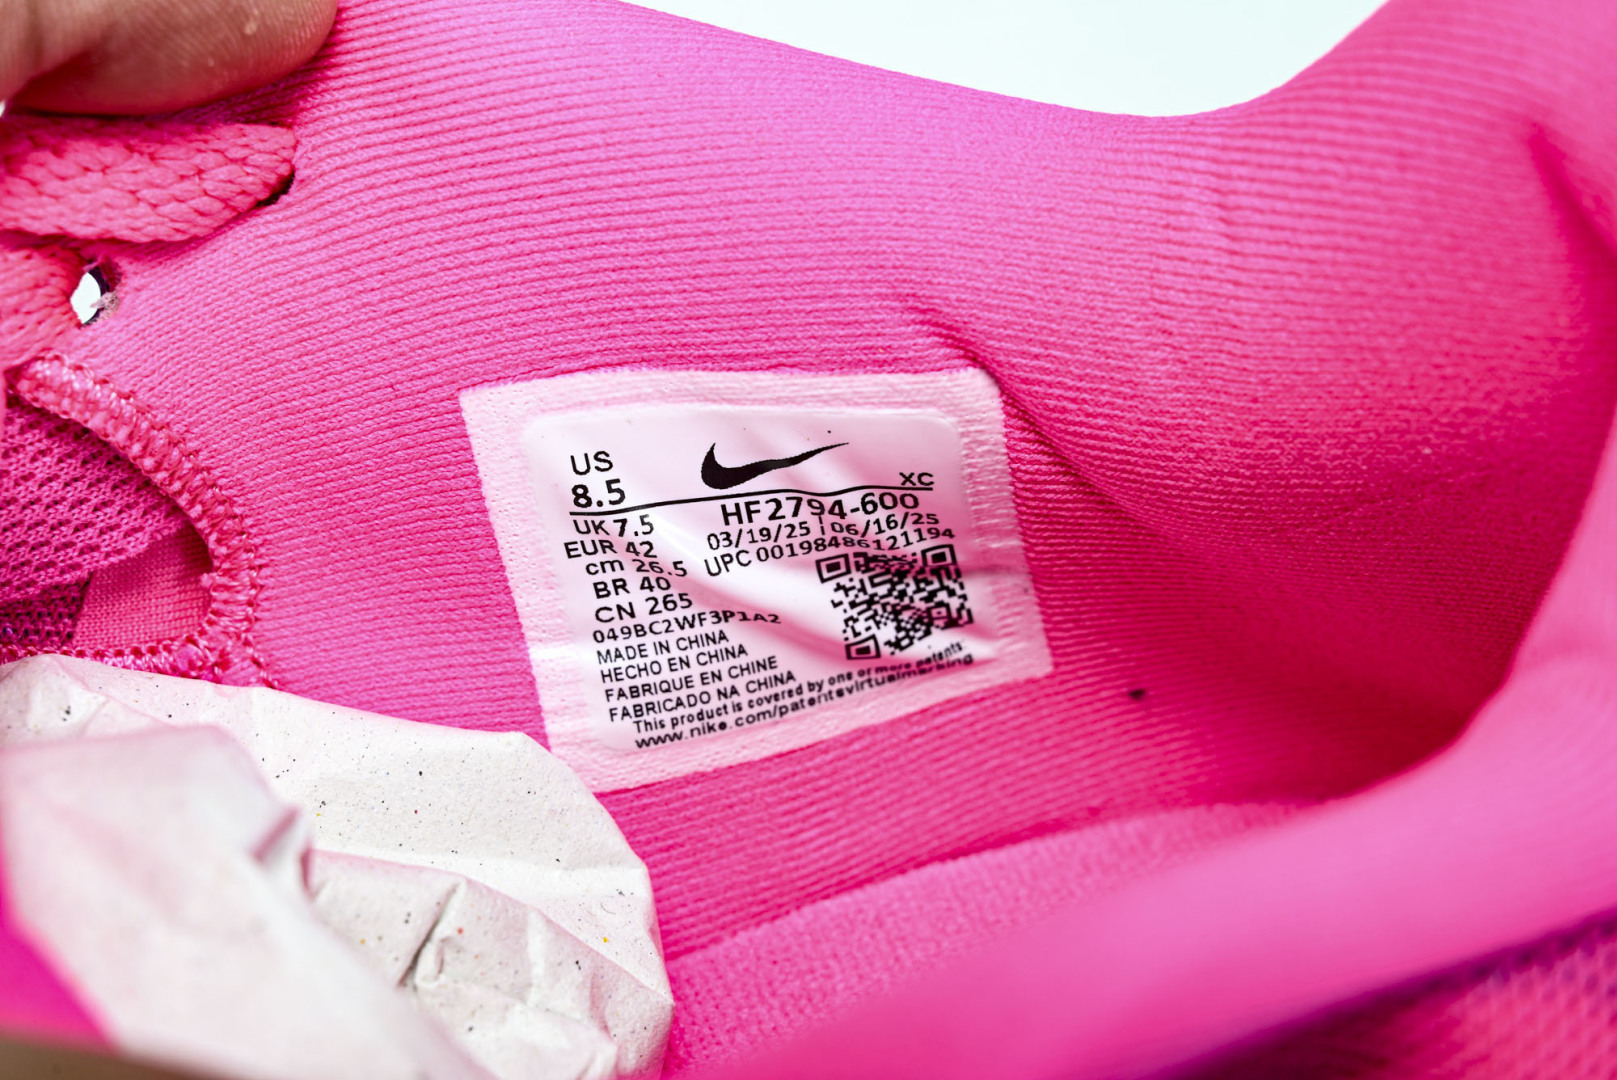 US
8.5
XC
UK 7.5
HF2794-600
EUR 42
03/19/25 | 06/16/25
cm 26.5
UPC 00198486121194
BR 40
CN 265
049BC2WF3P1A2
MADE IN CHINA
HECHO EN CHINA
FABRIQUE EN CHINE
FABRICADO NA CHINA
This product is covered by one or more patents
www.nike.com/patentsvirtualmarking